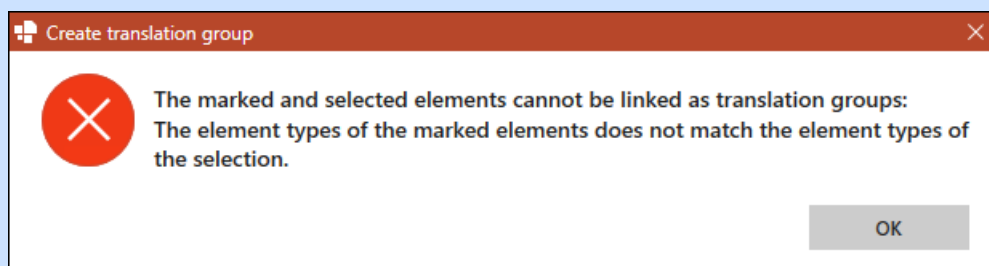 Create translation group
The marked and selected elements cannot be linked as translation groups:
The element types of the marked elements does not match the element types of
the selection.
OK